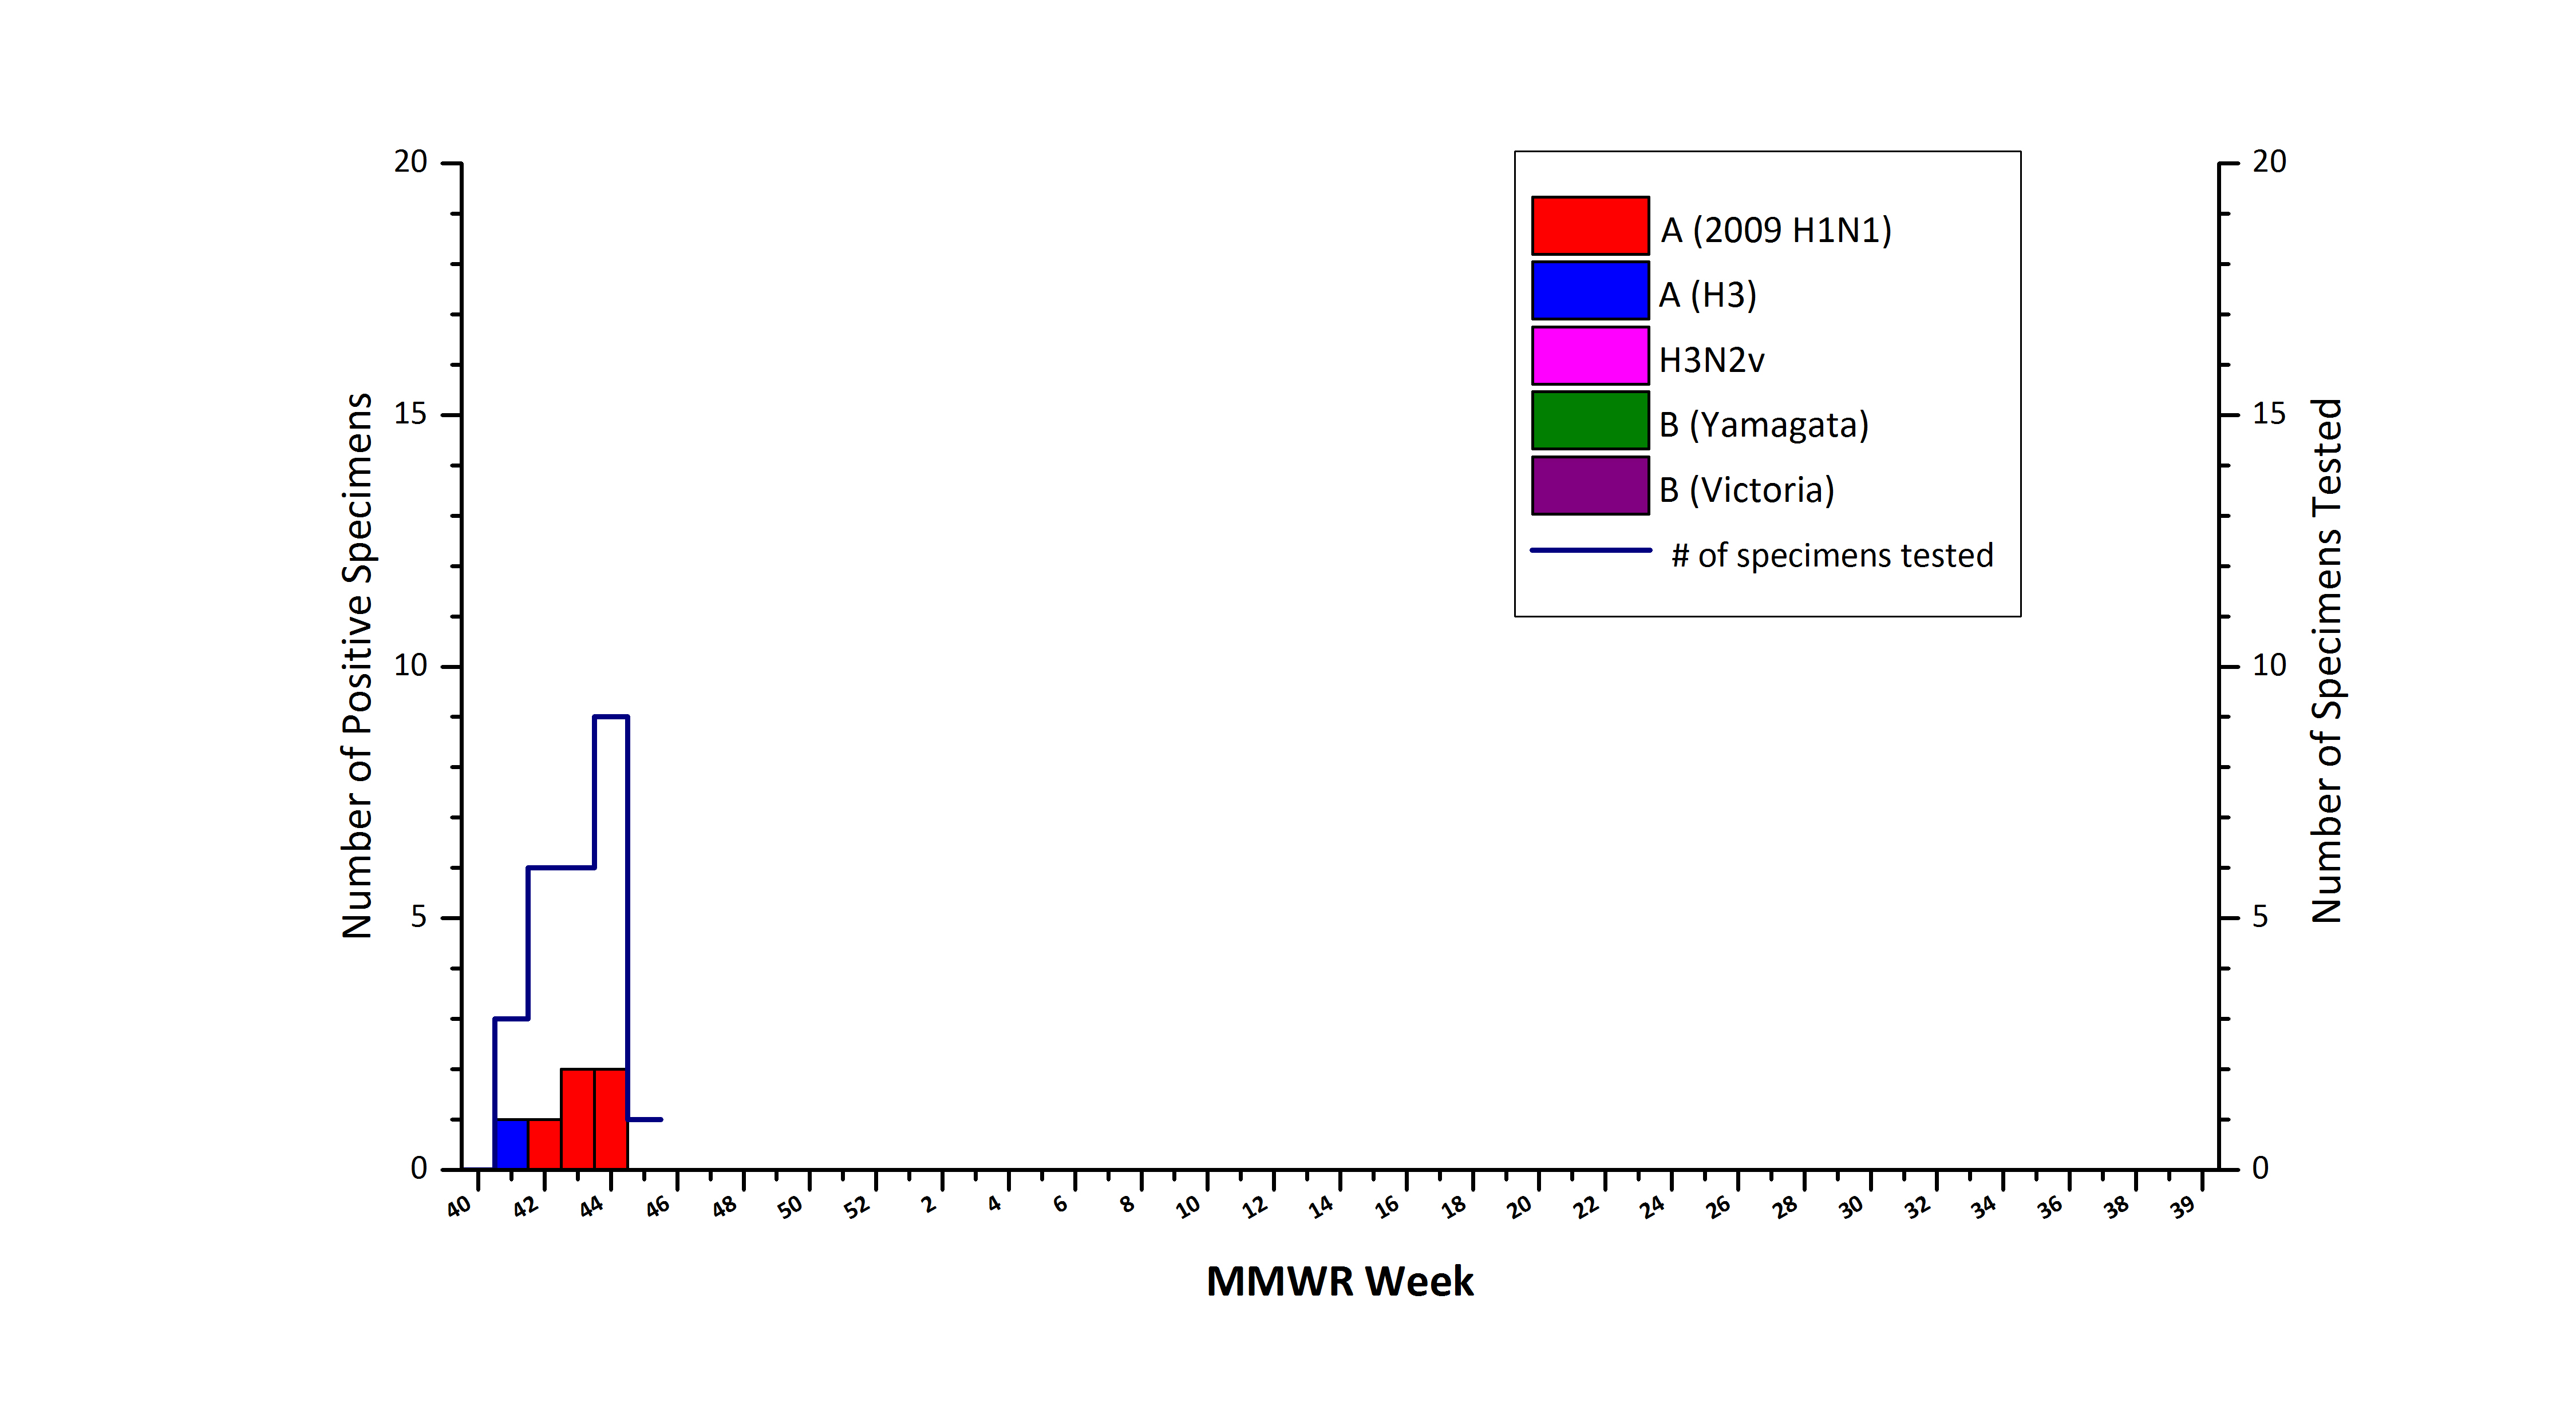 20
15
10
5
0
Number of Positive Specimens
A (2009 H1N1)
A (H3)
H3N2v
B (Yamagata)
B (Victoria)
# of specimens tested
20
15
10
5
0
Number of Specimens Tested
40 42 44 46 48 50 52 2 4 6 8 10 12 14 16 18 20 22 24 26 28 30 32 34 36 38 39
MMWR Week